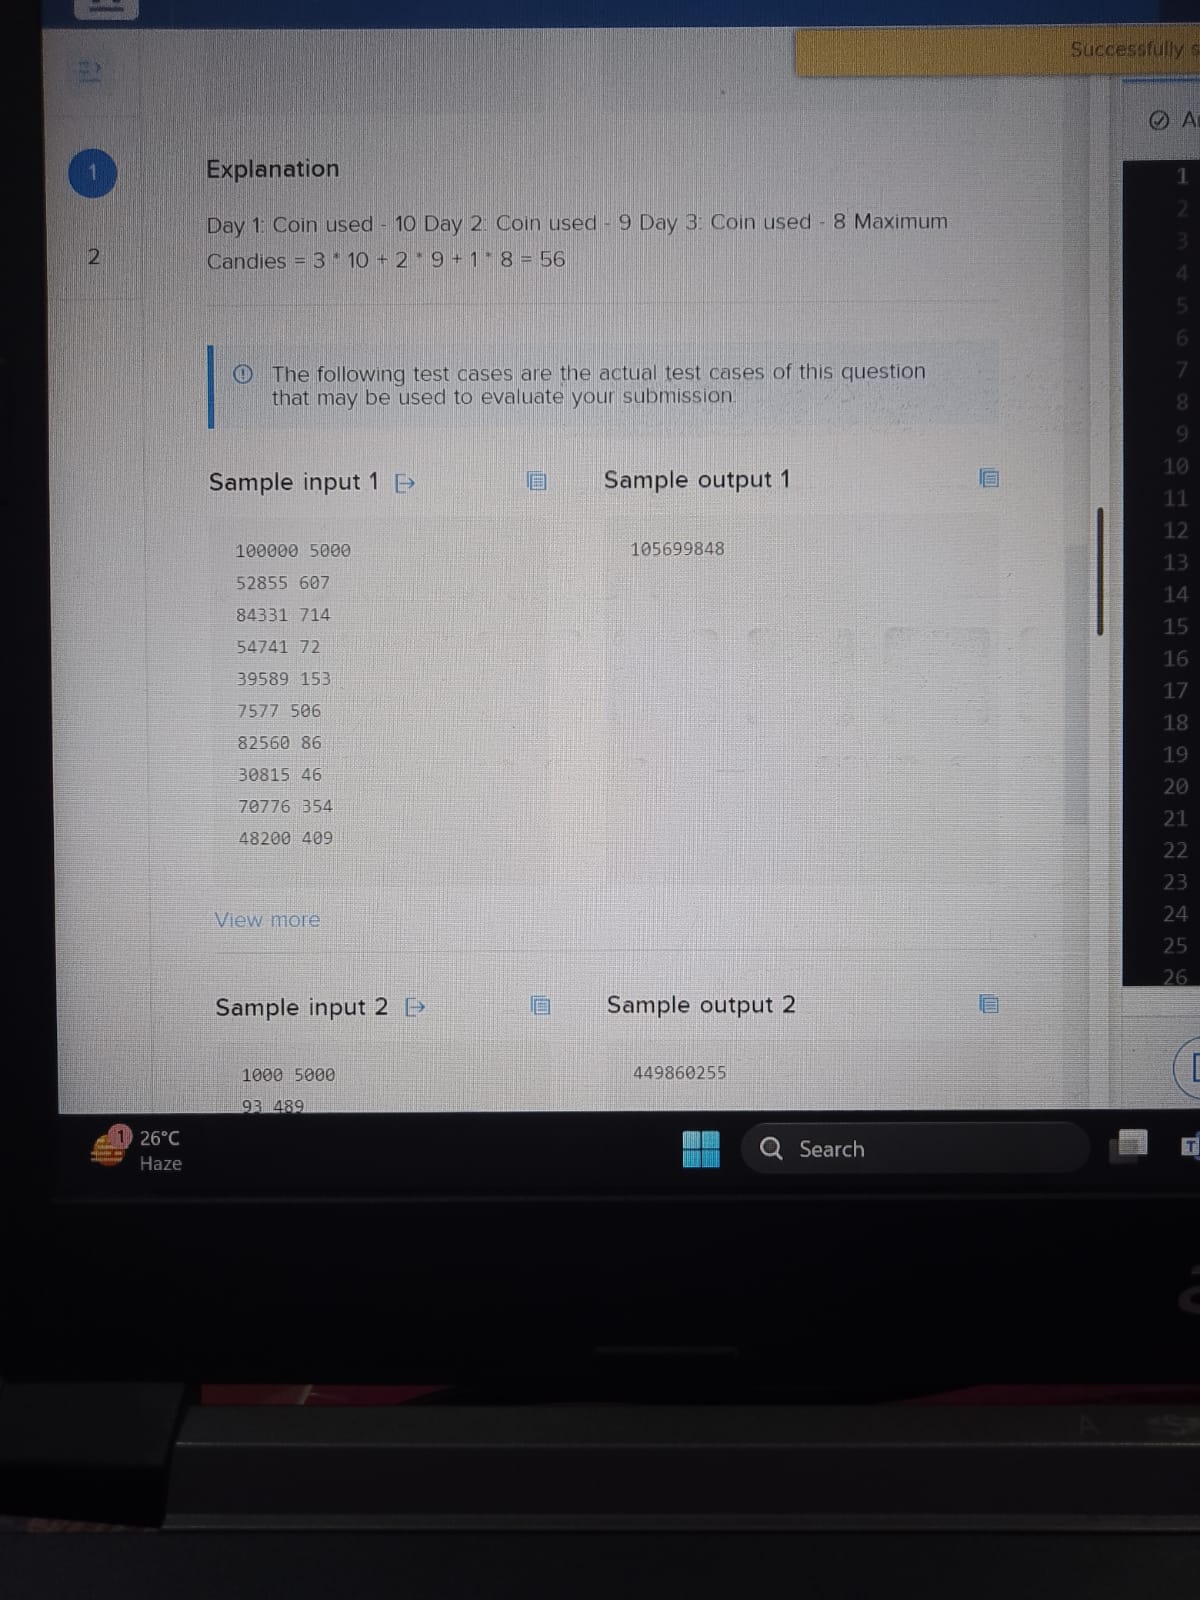 Successfully
1
Explanation
Day 1: Coin used - 10 Day 2: Coin used - 9 Day 3: Coin used - 8 Maximum
Candies = 3 * 10 + 2 * 9 + 1 * 8 = 56
2
The following test cases are the actual test cases of this question
that may be used to evaluate your submission.
Sample input 1
Sample output 1
100000 5000
52855 607
84331 714
54741 72
39589 153
7577 506
82560 86
30815 46
70776 354
48200 409
105699848
View more
Sample input 2
Sample output 2
1000 5000
93 489
449860255
1
2
3
4
5
6
7
8
9
10
11
12
13
14
15
16
17
18
19
20
21
22
23
24
25
26
1
26°C
Haze
Search
T
A
S